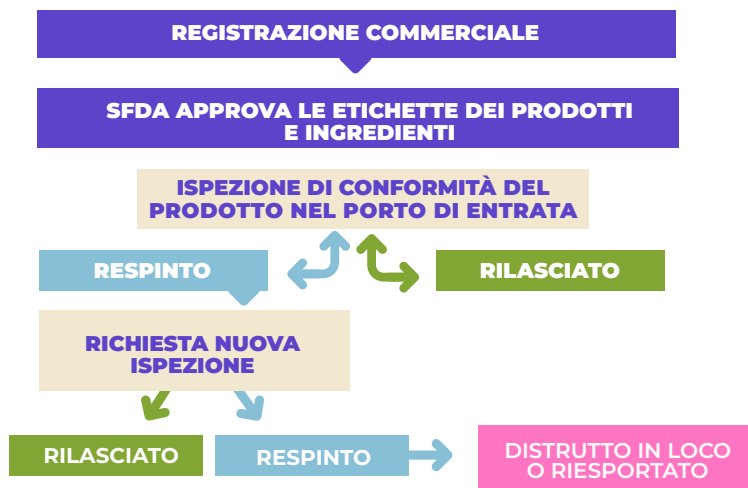 REGISTRAZIONE COMMERCIALE
SFDA APPROVA LE ETICHETTE DEI PRODOTTI
E INGREDIENTI
ISPEZIONE DI CONFORMITÀ DEL
PRODOTTO NEL PORTO DI ENTRATA
RESPINTO
RILASCIATO
RICHIESTA NUOVA
ISPEZIONE
RILASCIATO
RESPINTO
DISTRUTTO IN LOCO
O RIESPORTATO